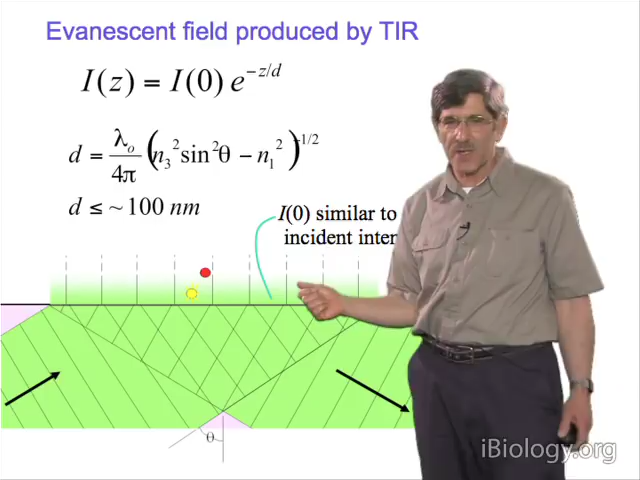 Evanescent field produced by TIR
I(z) = I(0) e^{-z/d}
d = λ_o/4π (n_3^2 sin^2θ − n_1^2)^{-1/2}
d ≤ ~ 100 nm
I(0) similar to
incident inten
θ
iBiology.org